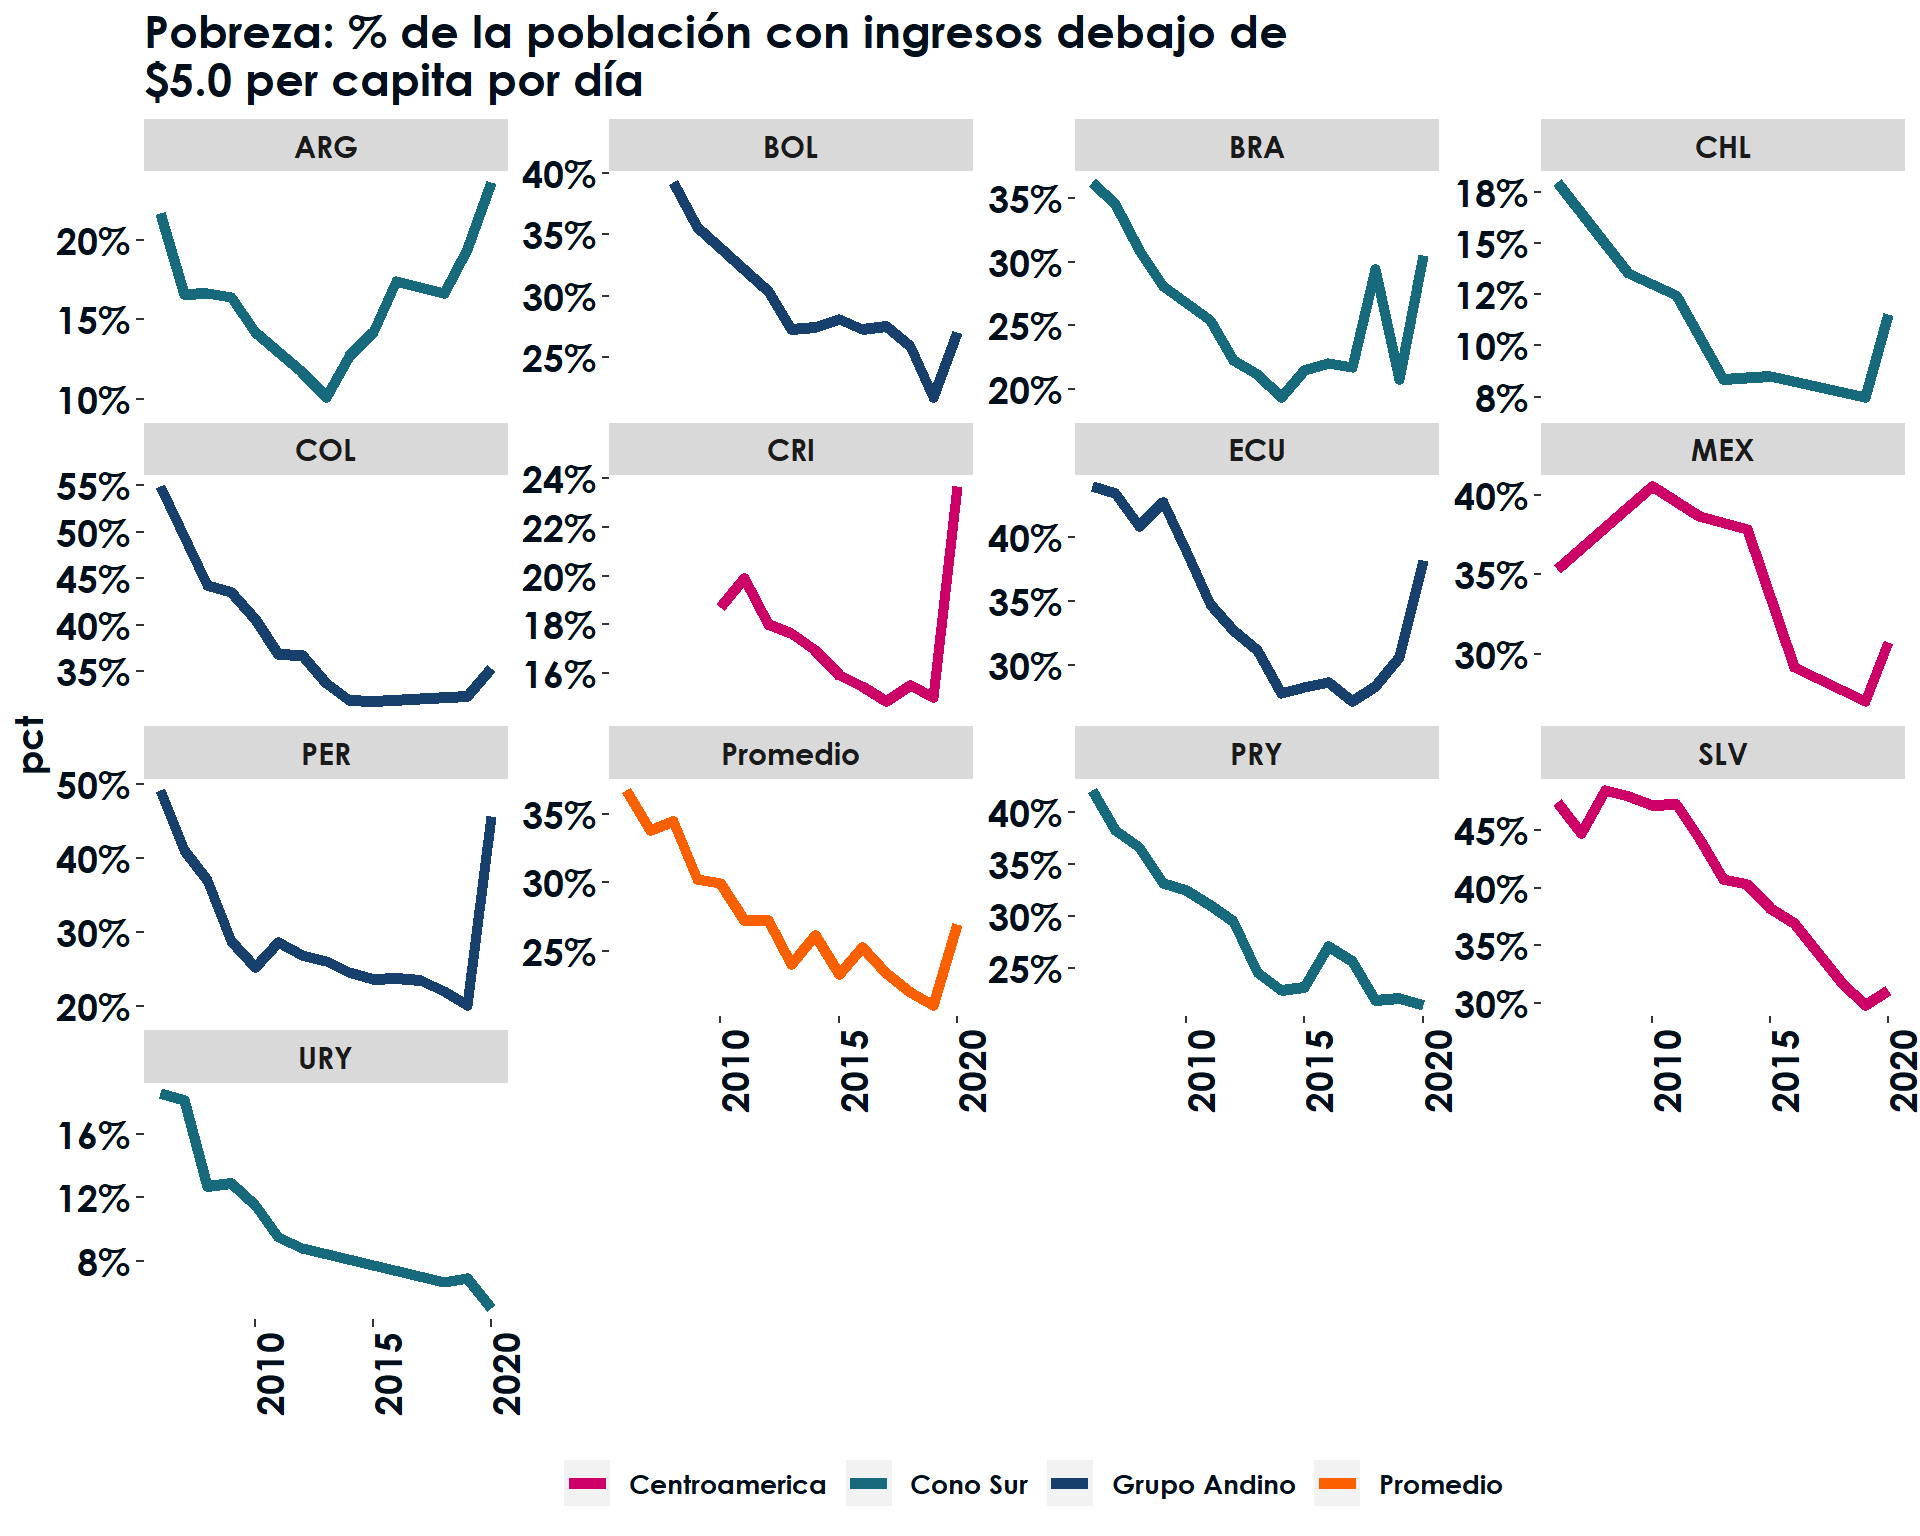 Pobreza: % de la población con ingresos debajo de
$5.0 per capita por día
ARG
20%
15%
10%
BOL
40%
35%
30%
25%
BRA
35%
30%
25%
20%
CHL
18%
15%
12%
10%
8%
COL
55%
50%
45%
40%
35%
CRI
24%
22%
20%
18%
16%
ECU
40%
35%
30%
MEX
40%
35%
30%
pct
PER
50%
40%
30%
20%
Promedio
35%
30%
25%
2010 2015 2020
PRY
40%
35%
30%
25%
2010 2015 2020
SLV
45%
40%
35%
30%
2010 2015 2020
URY
16%
12%
8%
2010 2015 2020
Centroamerica Cono Sur Grupo Andino Promedio